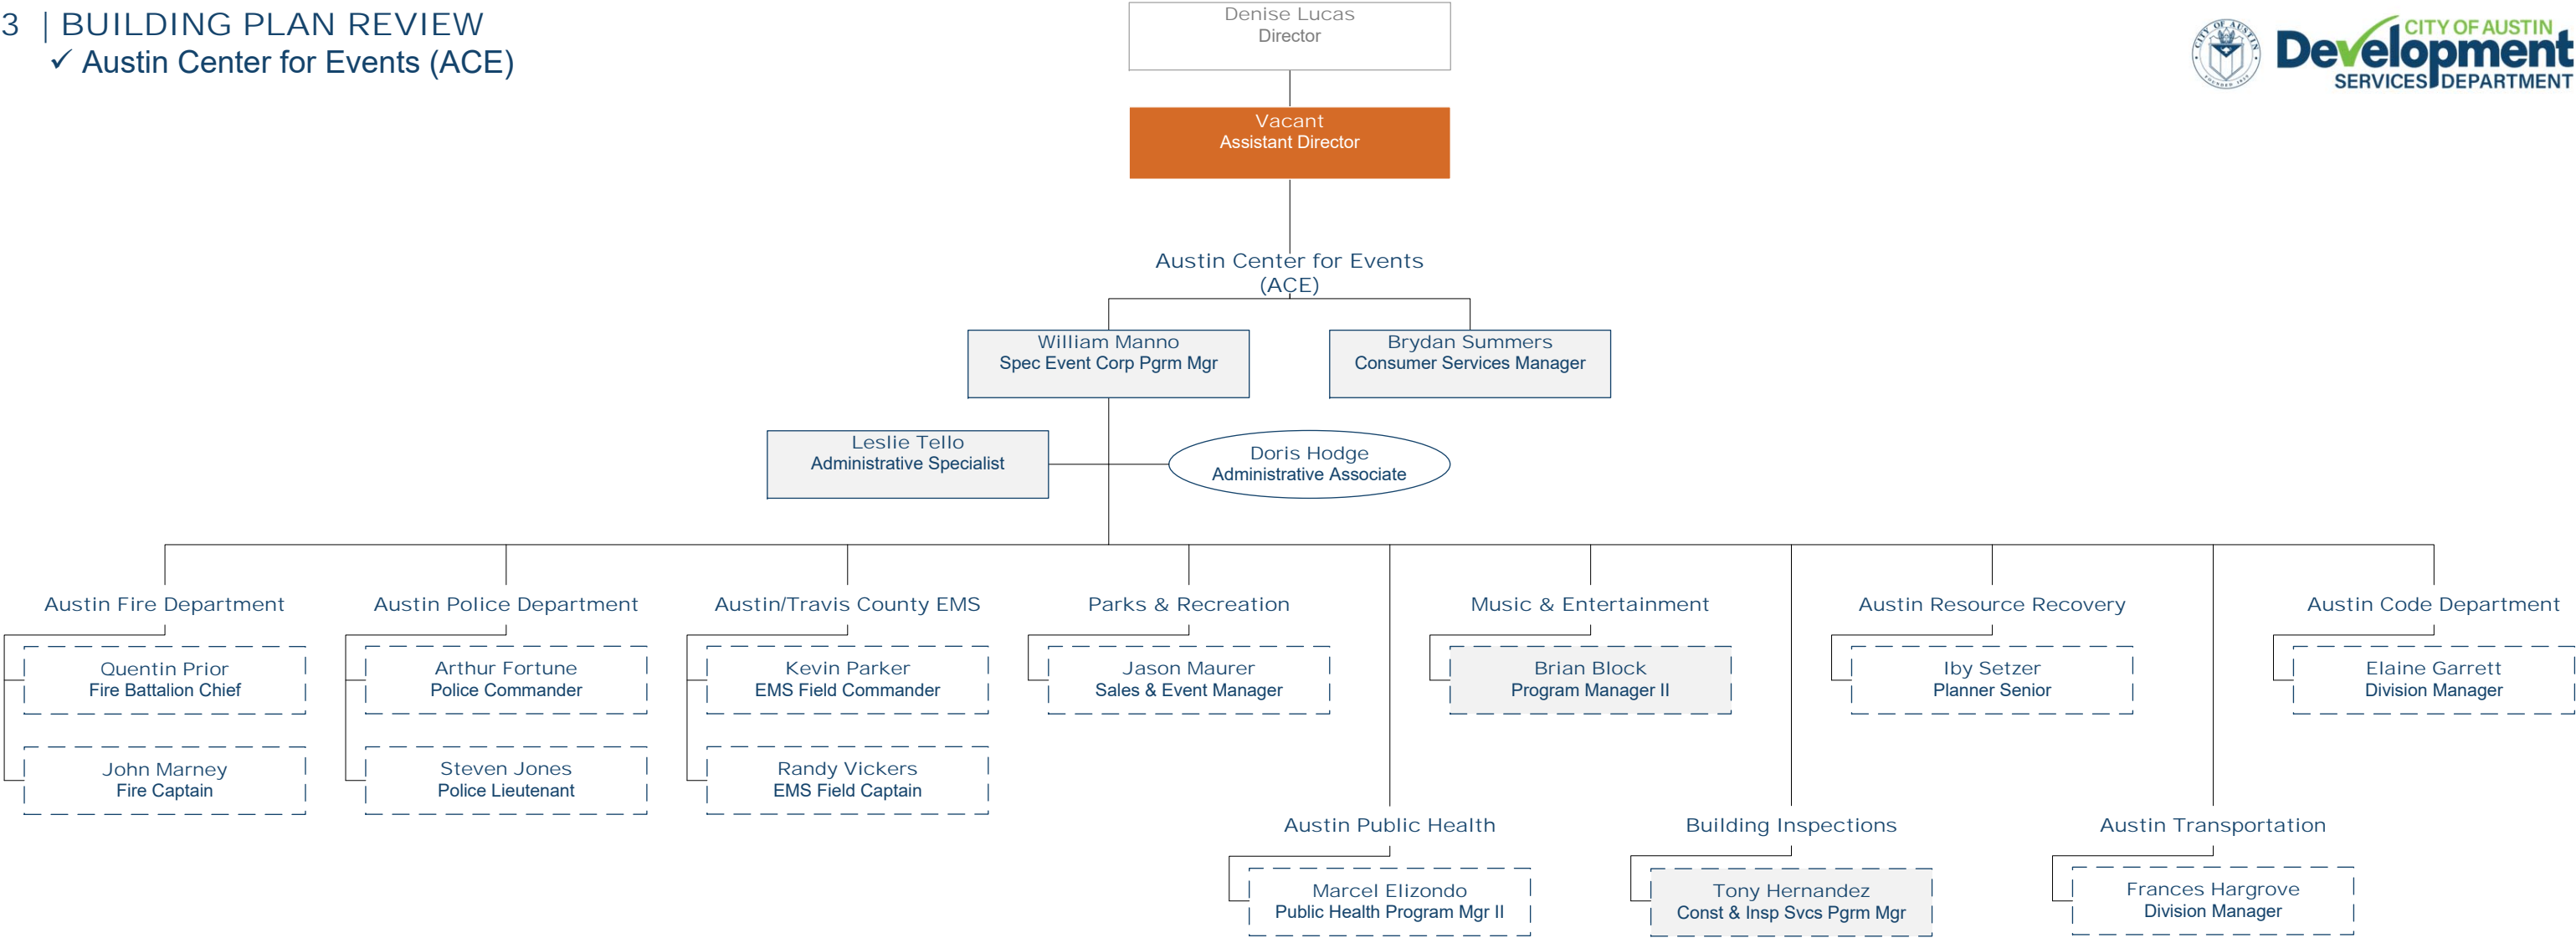 3 | BUILDING PLAN REVIEW
✓ Austin Center for Events (ACE)
CITY OF AUSTIN
Development
SERVICES DEPARTMENT
Denise Lucas
Director
Vacant
Assistant Director
Austin Center for Events
(ACE)
William Manno
Spec Event Corp Pgrm Mgr
Brydan Summers
Consumer Services Manager
Leslie Tello
Administrative Specialist
Doris Hodge
Administrative Associate
Austin Fire Department
Quentin Prior
Fire Battalion Chief
John Marney
Fire Captain
Austin Police Department
Arthur Fortune
Police Commander
Steven Jones
Police Lieutenant
Austin/Travis County EMS
Kevin Parker
EMS Field Commander
Randy Vickers
EMS Field Captain
Parks & Recreation
Jason Maurer
Sales & Event Manager
Austin Public Health
Marcel Elizondo
Public Health Program Mgr II
Music & Entertainment
Brian Block
Program Manager II
Building Inspections
Tony Hernandez
Const & Insp Svcs Pgrm Mgr
Austin Resource Recovery
Iby Setzer
Planner Senior
Austin Transportation
Frances Hargrove
Division Manager
Austin Code Department
Elaine Garrett
Division Manager